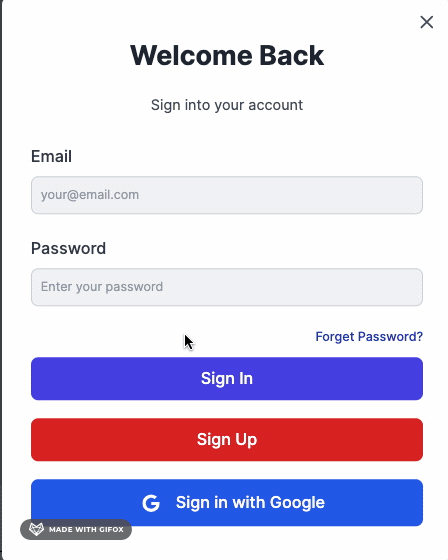 Welcome Back
Sign into your account
Email
your@email.com
Password
Enter your password
Forget Password?
Sign In
Sign Up
G Sign in with Google
MADE WITH GIFOX